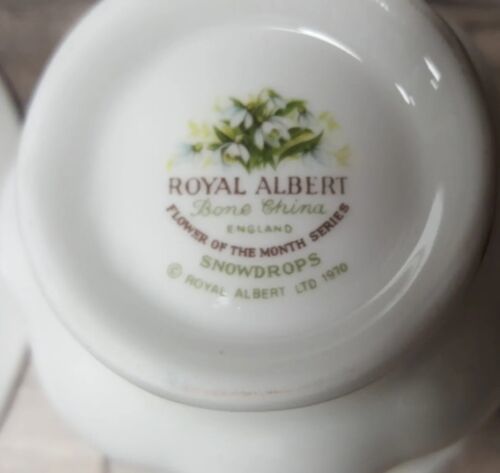 ROYAL ALBERT
Bone China
ENGLAND
FLOWER OF THE MONTH SERIES
SNOWDROPS
© ROYAL ALBERT LTD 1970